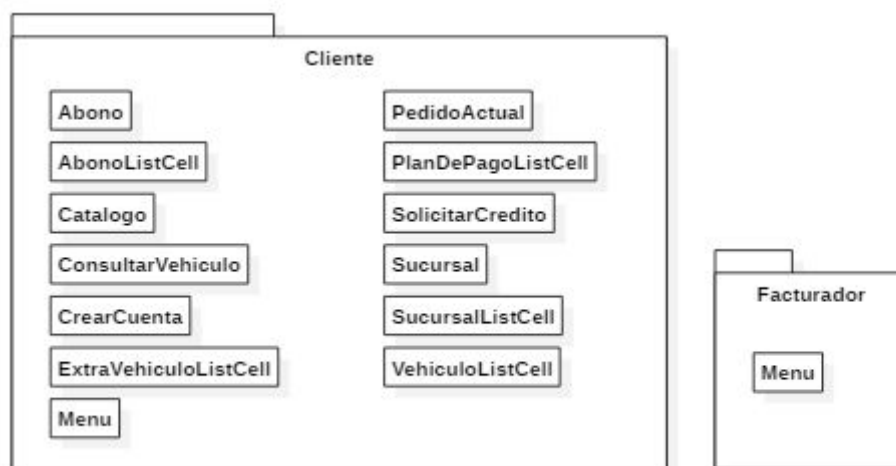 Cliente
Abono
AbonoListCell
Catalogo
ConsultarVehiculo
CrearCuenta
ExtraVehiculoListCell
Menu
PedidoActual
PlanDePagoListCell
SolicitarCredito
Sucursal
SucursalListCell
VehiculoListCell
Facturador
Menu